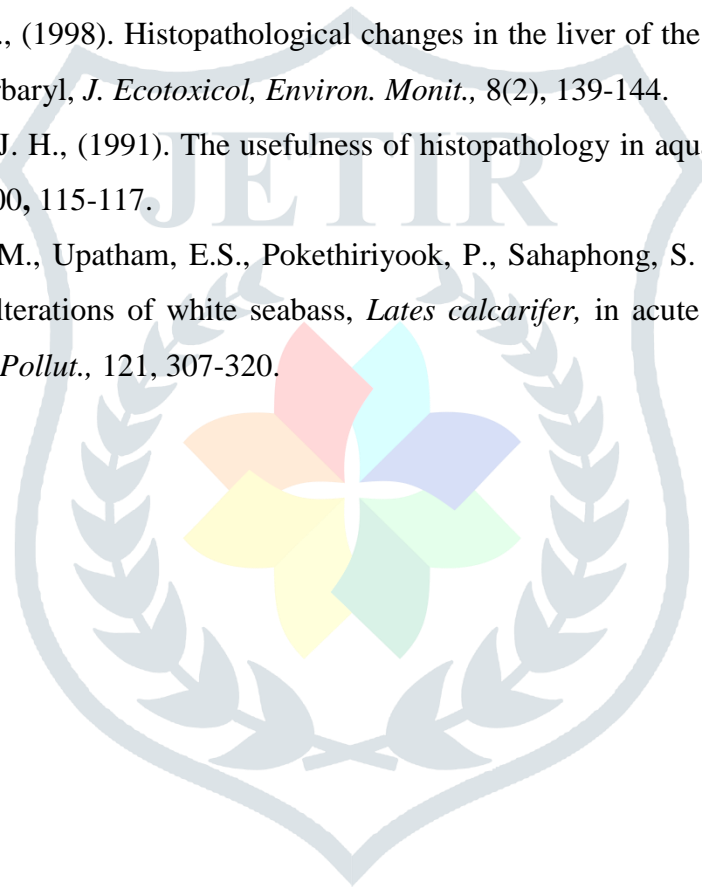 ., (1998). Histopathological changes in the liver of the
rbaryl, J. Ecotoxicol, Environ. Monit., 8(2), 139-144.
J. H., (1991). The usefulness of histopathology in aqua
00, 115-117.
JETIR
M., Upatham, E.S., Pokethiriyook, P., Sahaphong, S.
lterations of white seabass, Lates calcarifer, in acute
Pollut., 121, 307-320.